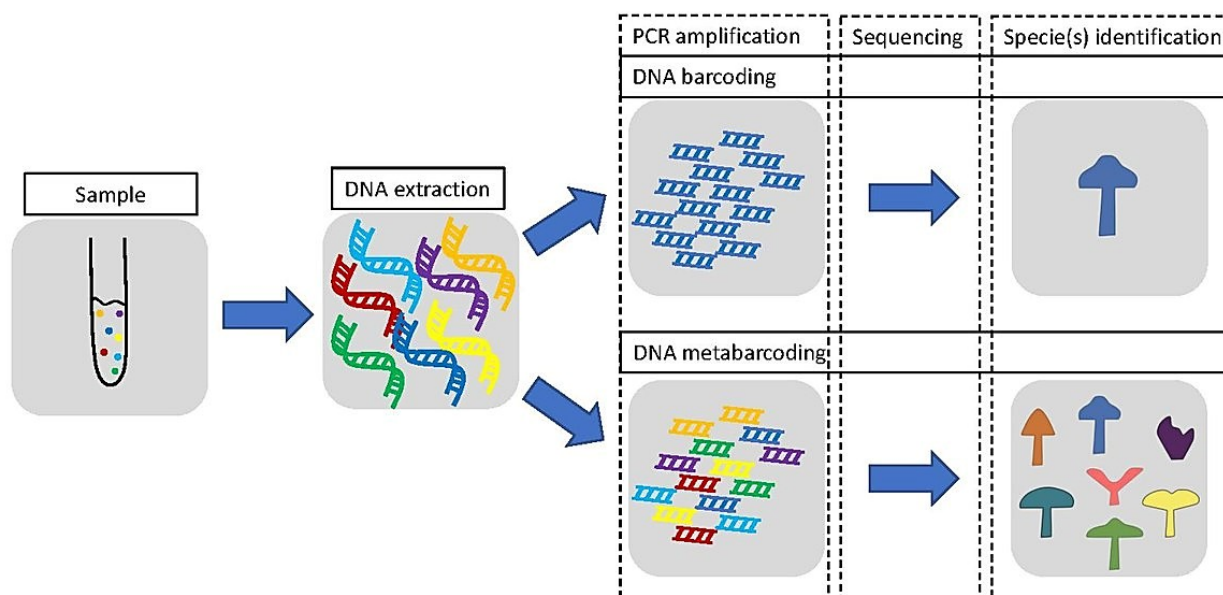 PCR amplification
Sequencing
Specie(s) identification
DNA barcoding
Sample
DNA extraction
DNA metabarcoding